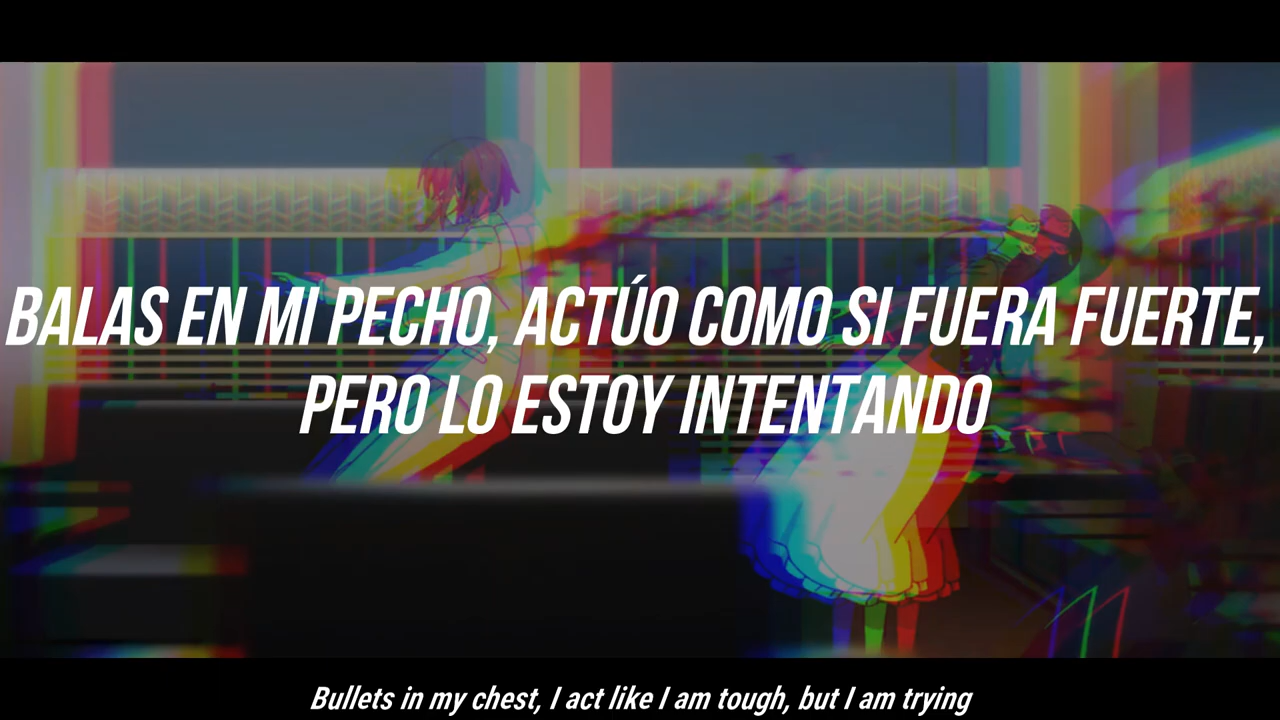 BALAS EN MI PECHO, ACTÚO COMO SI FUERA FUERTE,
PERO LO ESTOY INTENTANDO
Bullets in my chest, I act like I am tough, but I am trying